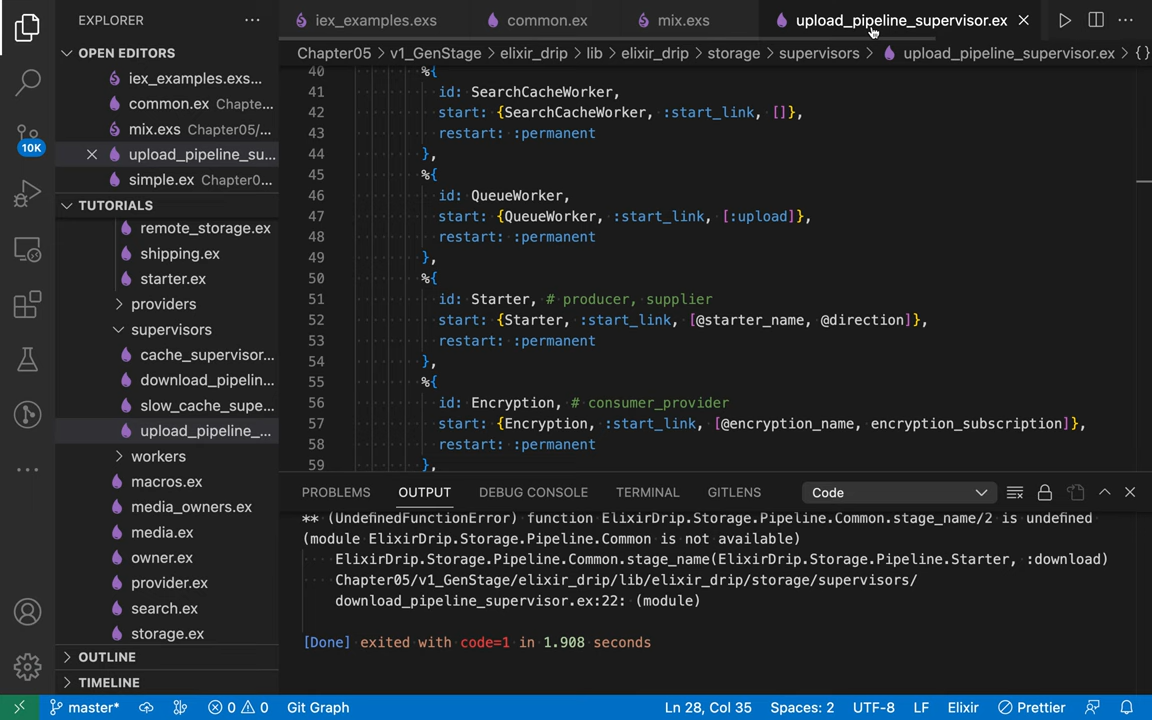 EXPLORER
OPEN EDITORS
iex_examples.exs...
common.ex Chapte...
mix.exs Chapter05/...
upload_pipeline_su...
simple.ex Chapter0...
TUTORIALS
remote_storage.ex
shipping.ex
starter.ex
providers
supervisors
cache_supervisor...
download_pipelin...
slow_cache_supe...
upload_pipeline_...
workers
macros.ex
media_owners.ex
media.ex
owner.ex
provider.ex
search.ex
storage.ex
OUTLINE
TIMELINE
10K
iex_examples.exs common.ex mix.exs upload_pipeline_supervisor.ex
Chapter05 > v1_GenStage > elixir_drip > lib > elixir_drip > storage > supervisors > upload_pipeline_supervisor.ex > {}
40 %{
41 id: SearchCacheWorker,
42 start: {SearchCacheWorker, :start_link, []},
43 restart: :permanent
44 },
45 %{
46 id: QueueWorker,
47 start: {QueueWorker, :start_link, [:upload]},
48 restart: :permanent
49 },
50 %{
51 id: Starter, # producer, supplier
52 start: {Starter, :start_link, [@starter_name, @direction]},
53 restart: :permanent
54 },
55 %{
56 id: Encryption, # consumer_provider
57 start: {Encryption, :start_link, [@encryption_name, encryption_subscription]},
58 restart: :permanent
59 },
PROBLEMS OUTPUT DEBUG CONSOLE TERMINAL GITLENS Code
** (UndefinedFunctionError) function ElixirDrip.Storage.Pipeline.Common.stage_name/2 is undefined
(module ElixirDrip.Storage.Pipeline.Common is not available)
ElixirDrip.Storage.Pipeline.Common.stage_name(ElixirDrip.Storage.Pipeline.Starter, :download)
Chapter05/v1_GenStage/elixir_drip/lib/elixir_drip/storage/supervisors/
download_pipeline_supervisor.ex:22: (module)
[Done] exited with code=1 in 1.908 seconds
master* 0 0 Git Graph Ln 28, Col 35 Spaces: 2 UTF-8 LF Elixir Prettier